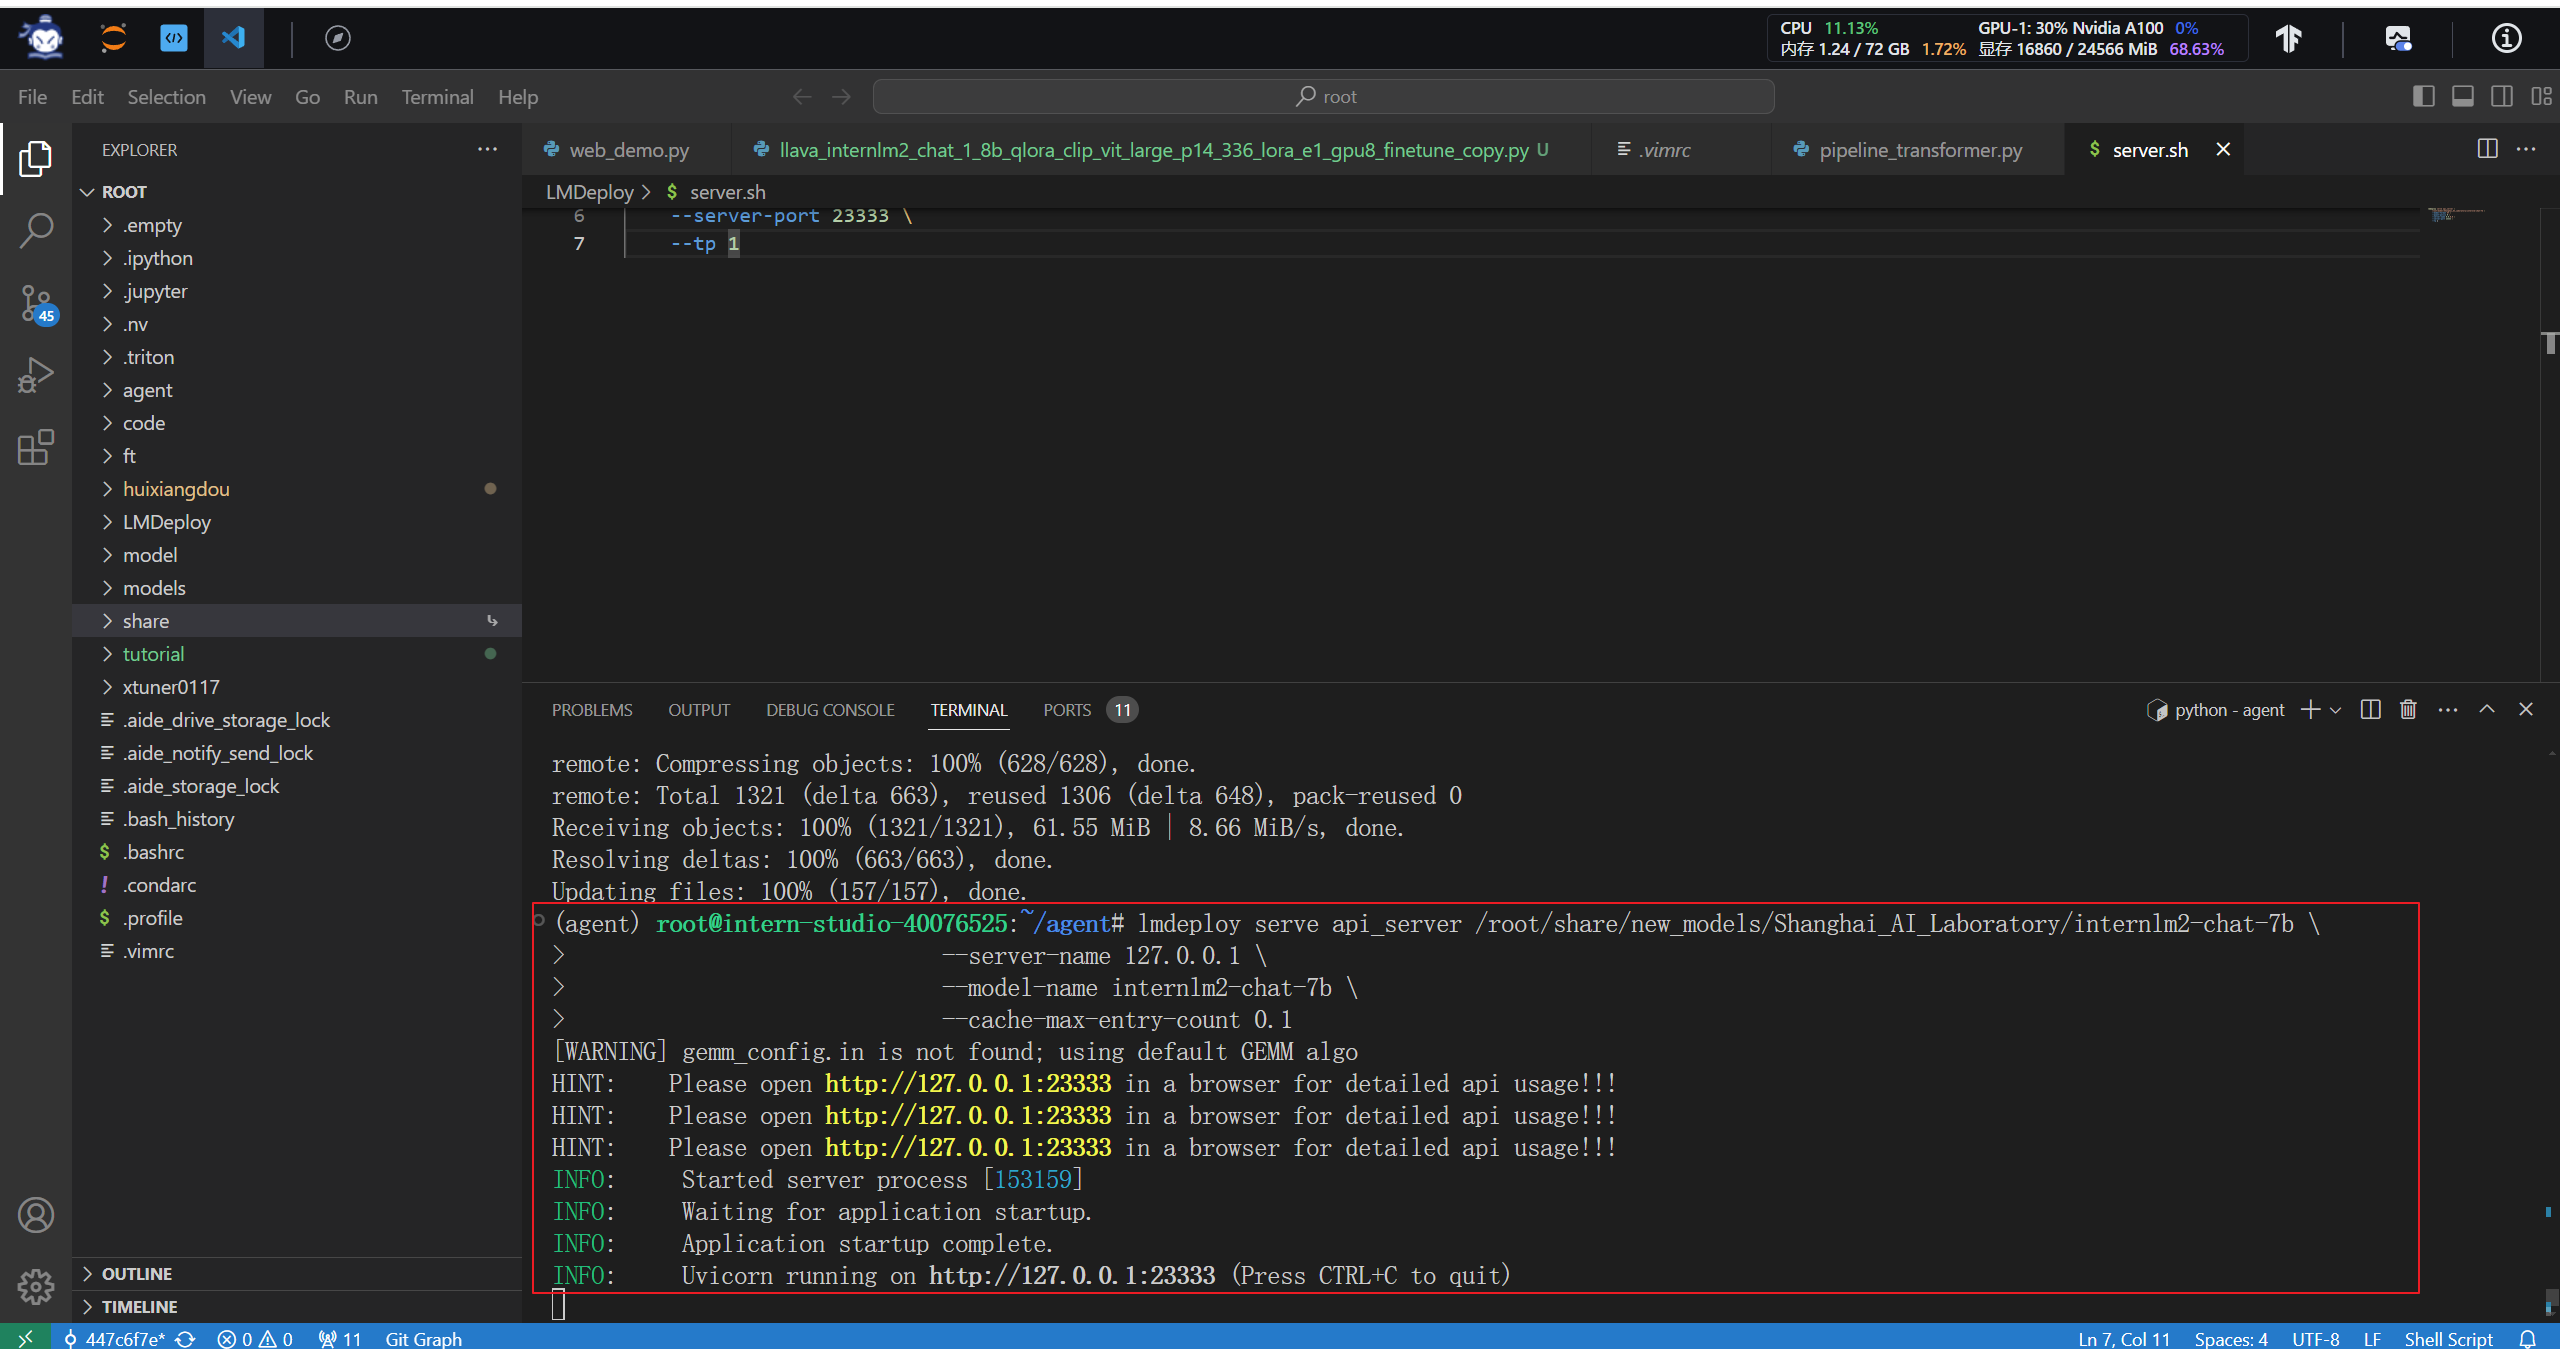 CPU 11.13% GPU-1: 30% Nvidia A100 0%
内存 1.24 / 72 GB 1.72% 显存 16860 / 24566 MiB 68.63%
File Edit Selection View Go Run Terminal Help
root
EXPLORER
web_demo.py
llava_internlm2_chat_1_8b_qlora_clip_vit_large_p14_336_lora_e1_gpu8_finetune_copy.py U
.vimrc
pipeline_transformer.py
$ server.sh
ROOT
.empty
.ipython
.jupyter
.nv
.triton
agent
code
ft
huixiangdou
LMDeploy
model
models
share
tutorial
xtuner0117
.aide_drive_storage_lock
.aide_notify_send_lock
.aide_storage_lock
.bash_history
$ .bashrc
! .condarc
$ .profile
.vimrc
45
OUTLINE
TIMELINE
LMDeploy > $ server.sh
6 --server-port 23333 \
7 --tp 1
PROBLEMS OUTPUT DEBUG CONSOLE TERMINAL PORTS 11
python - agent
remote: Compressing objects: 100% (628/628), done.
remote: Total 1321 (delta 663), reused 1306 (delta 648), pack-reused 0
Receiving objects: 100% (1321/1321), 61.55 MiB | 8.66 MiB/s, done.
Resolving deltas: 100% (663/663), done.
Updating files: 100% (157/157), done.
(agent) root@intern-studio-40076525:~/agent# lmdeploy serve api_server /root/share/new_models/Shanghai_AI_Laboratory/internlm2-chat-7b \
> --server-name 127.0.0.1 \
> --model-name internlm2-chat-7b \
> --cache-max-entry-count 0.1
[WARNING] gemm_config.in is not found; using default GEMM algo
HINT: Please open http://127.0.0.1:23333 in a browser for detailed api usage!!!
HINT: Please open http://127.0.0.1:23333 in a browser for detailed api usage!!!
HINT: Please open http://127.0.0.1:23333 in a browser for detailed api usage!!!
INFO: Started server process [153159]
INFO: Waiting for application startup.
INFO: Application startup complete.
INFO: Uvicorn running on http://127.0.0.1:23333 (Press CTRL+C to quit)
447c6f7e* 0 0 11 Git Graph
Ln 7, Col 11 Spaces: 4 UTF-8 LF Shell Script